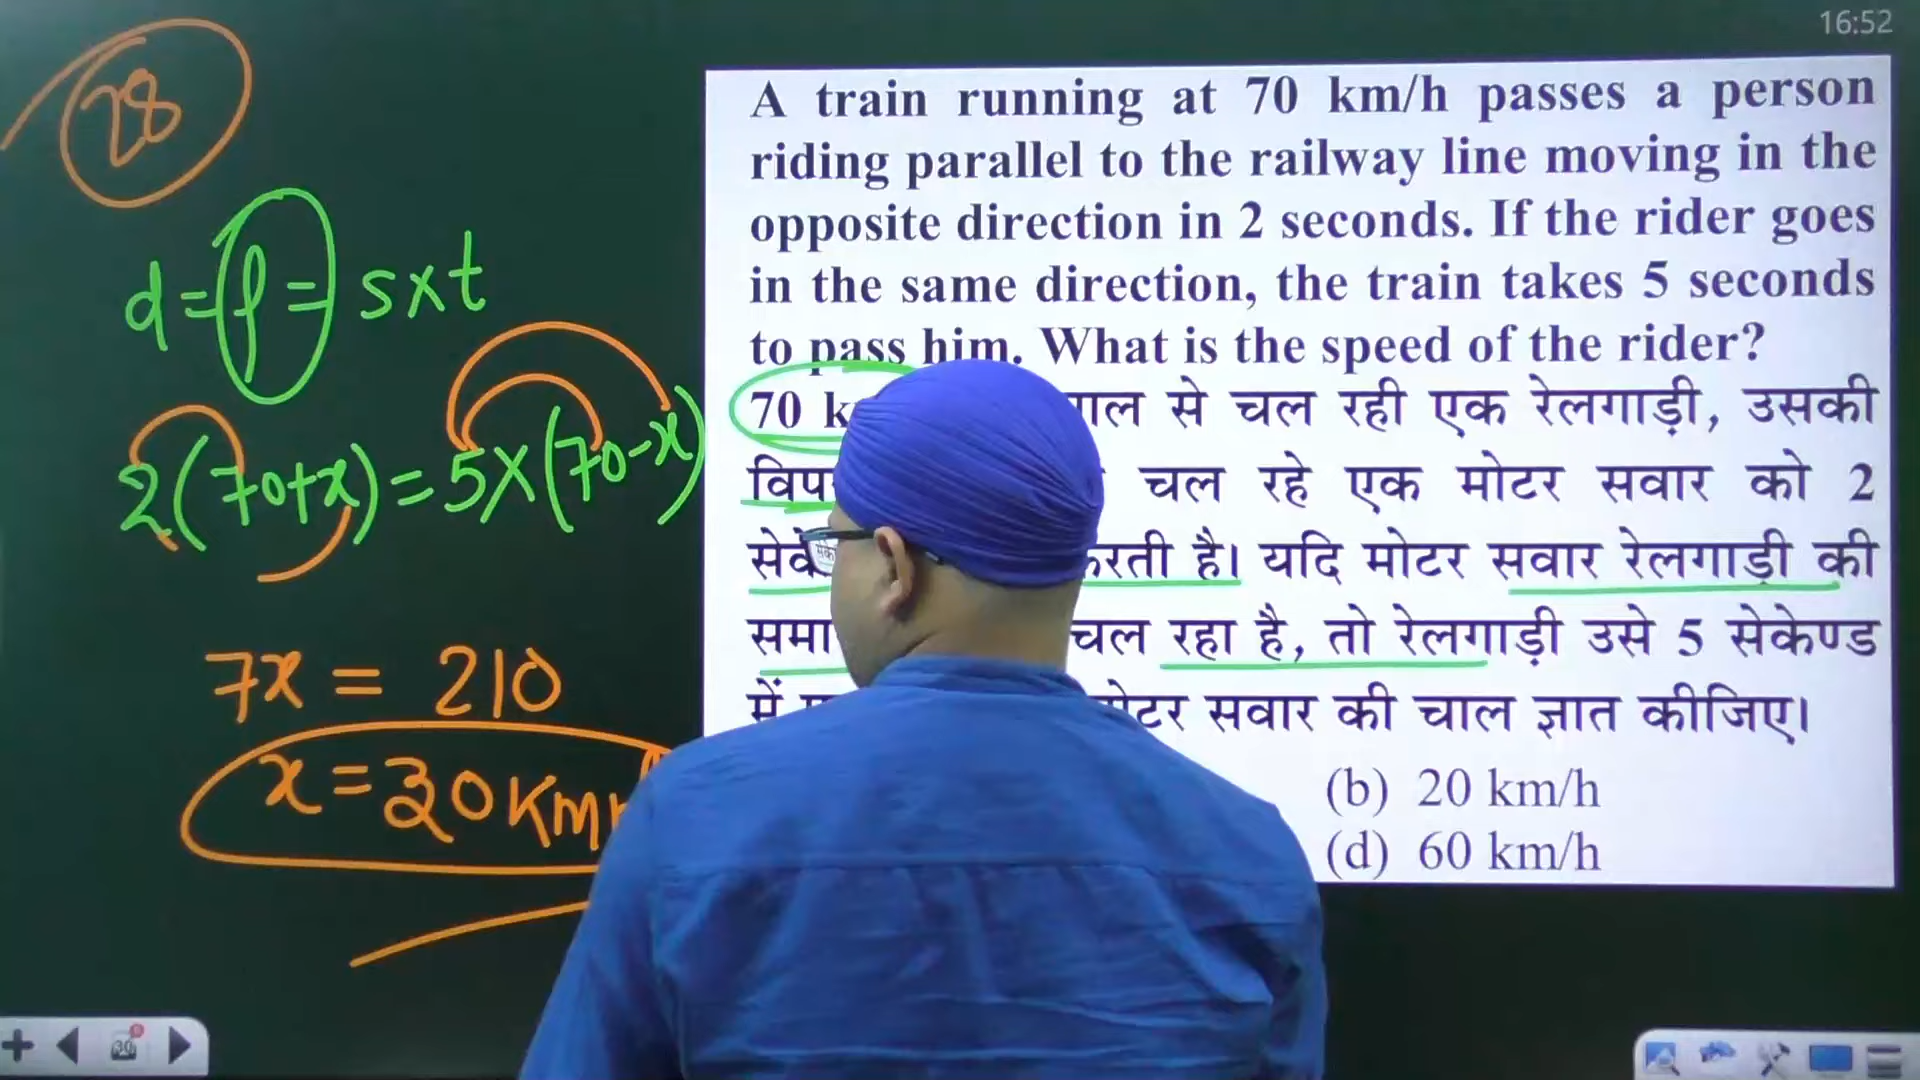 16:52
28
d = l = s x t
2(70+x) = 5 x (70-x)
7x = 210
x = 30 Km
A train running at 70 km/h passes a person
riding parallel to the railway line moving in the
opposite direction in 2 seconds. If the rider goes
in the same direction, the train takes 5 seconds
to pass him. What is the speed of the rider?
70 से चल रही एक रेलगाड़ी, उसकी
चल रहे एक मोटर सवार को 2
है। यदि मोटर सवार रेलगाड़ी की
चल रहा है, तो रेलगाड़ी उसे 5 सेकेण्ड
में सवार की चाल ज्ञात कीजिए।
(b) 20 km/h
(d) 60 km/h
30